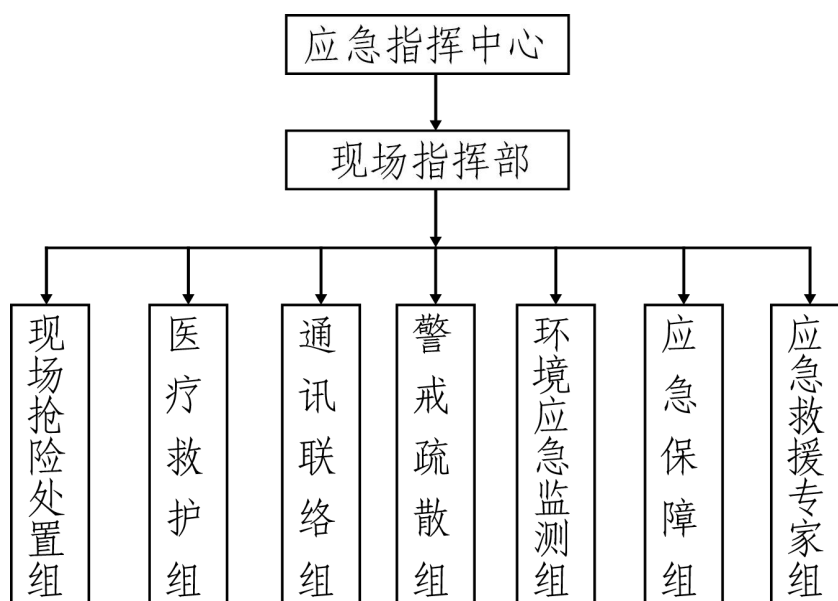 应急指挥中心
现场指挥部
现场抢险处置组
医疗救护组
通讯联络组
警戒疏散组
环境应急监测组
应急保障组
应急救援专家组